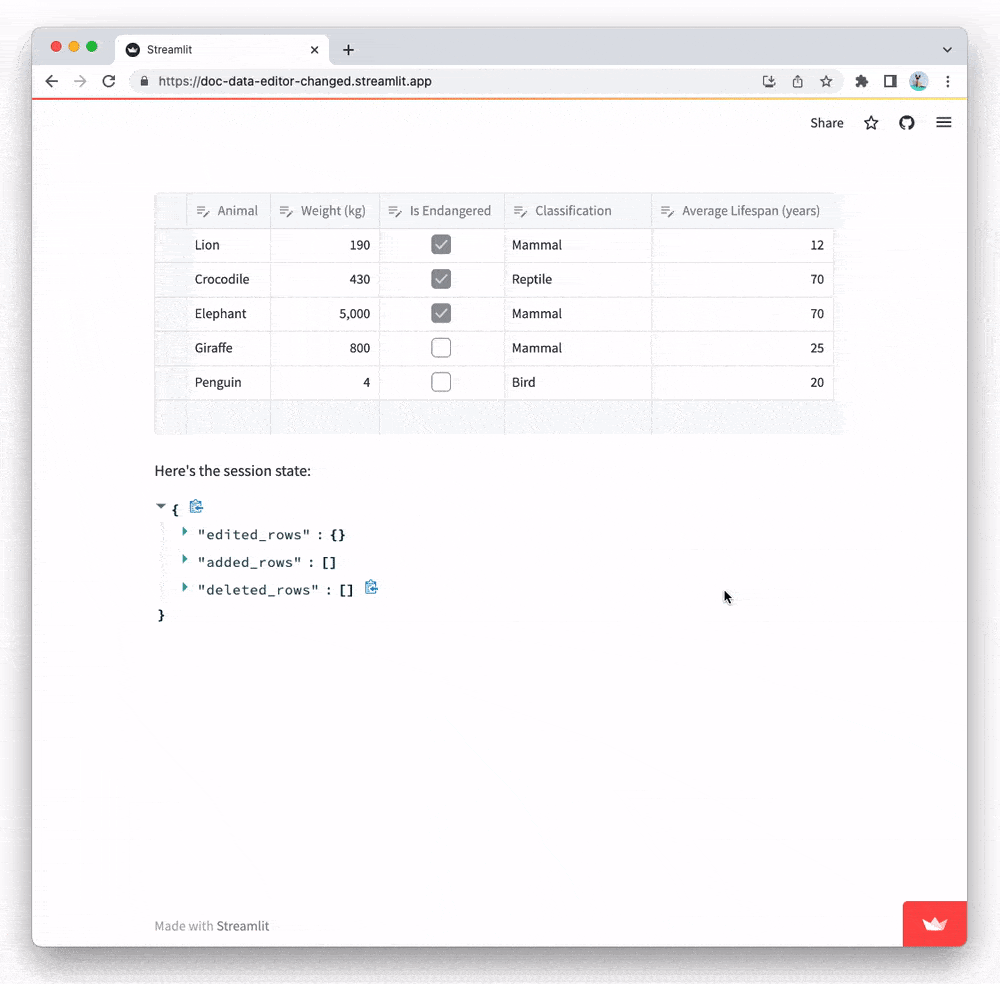 Streamlit
https://doc-data-editor-changed.streamlit.app
Share
Animal Weight (kg) Is Endangered Classification Average Lifespan (years)
Lion 190 Mammal 12
Crocodile 430 Reptile 70
Elephant 5,000 Mammal 70
Giraffe 800 Mammal 25
Penguin 4 Bird 20
Here's the session state:
{
"edited_rows" : {}
"added_rows" : []
"deleted_rows" : []
}
Made with Streamlit